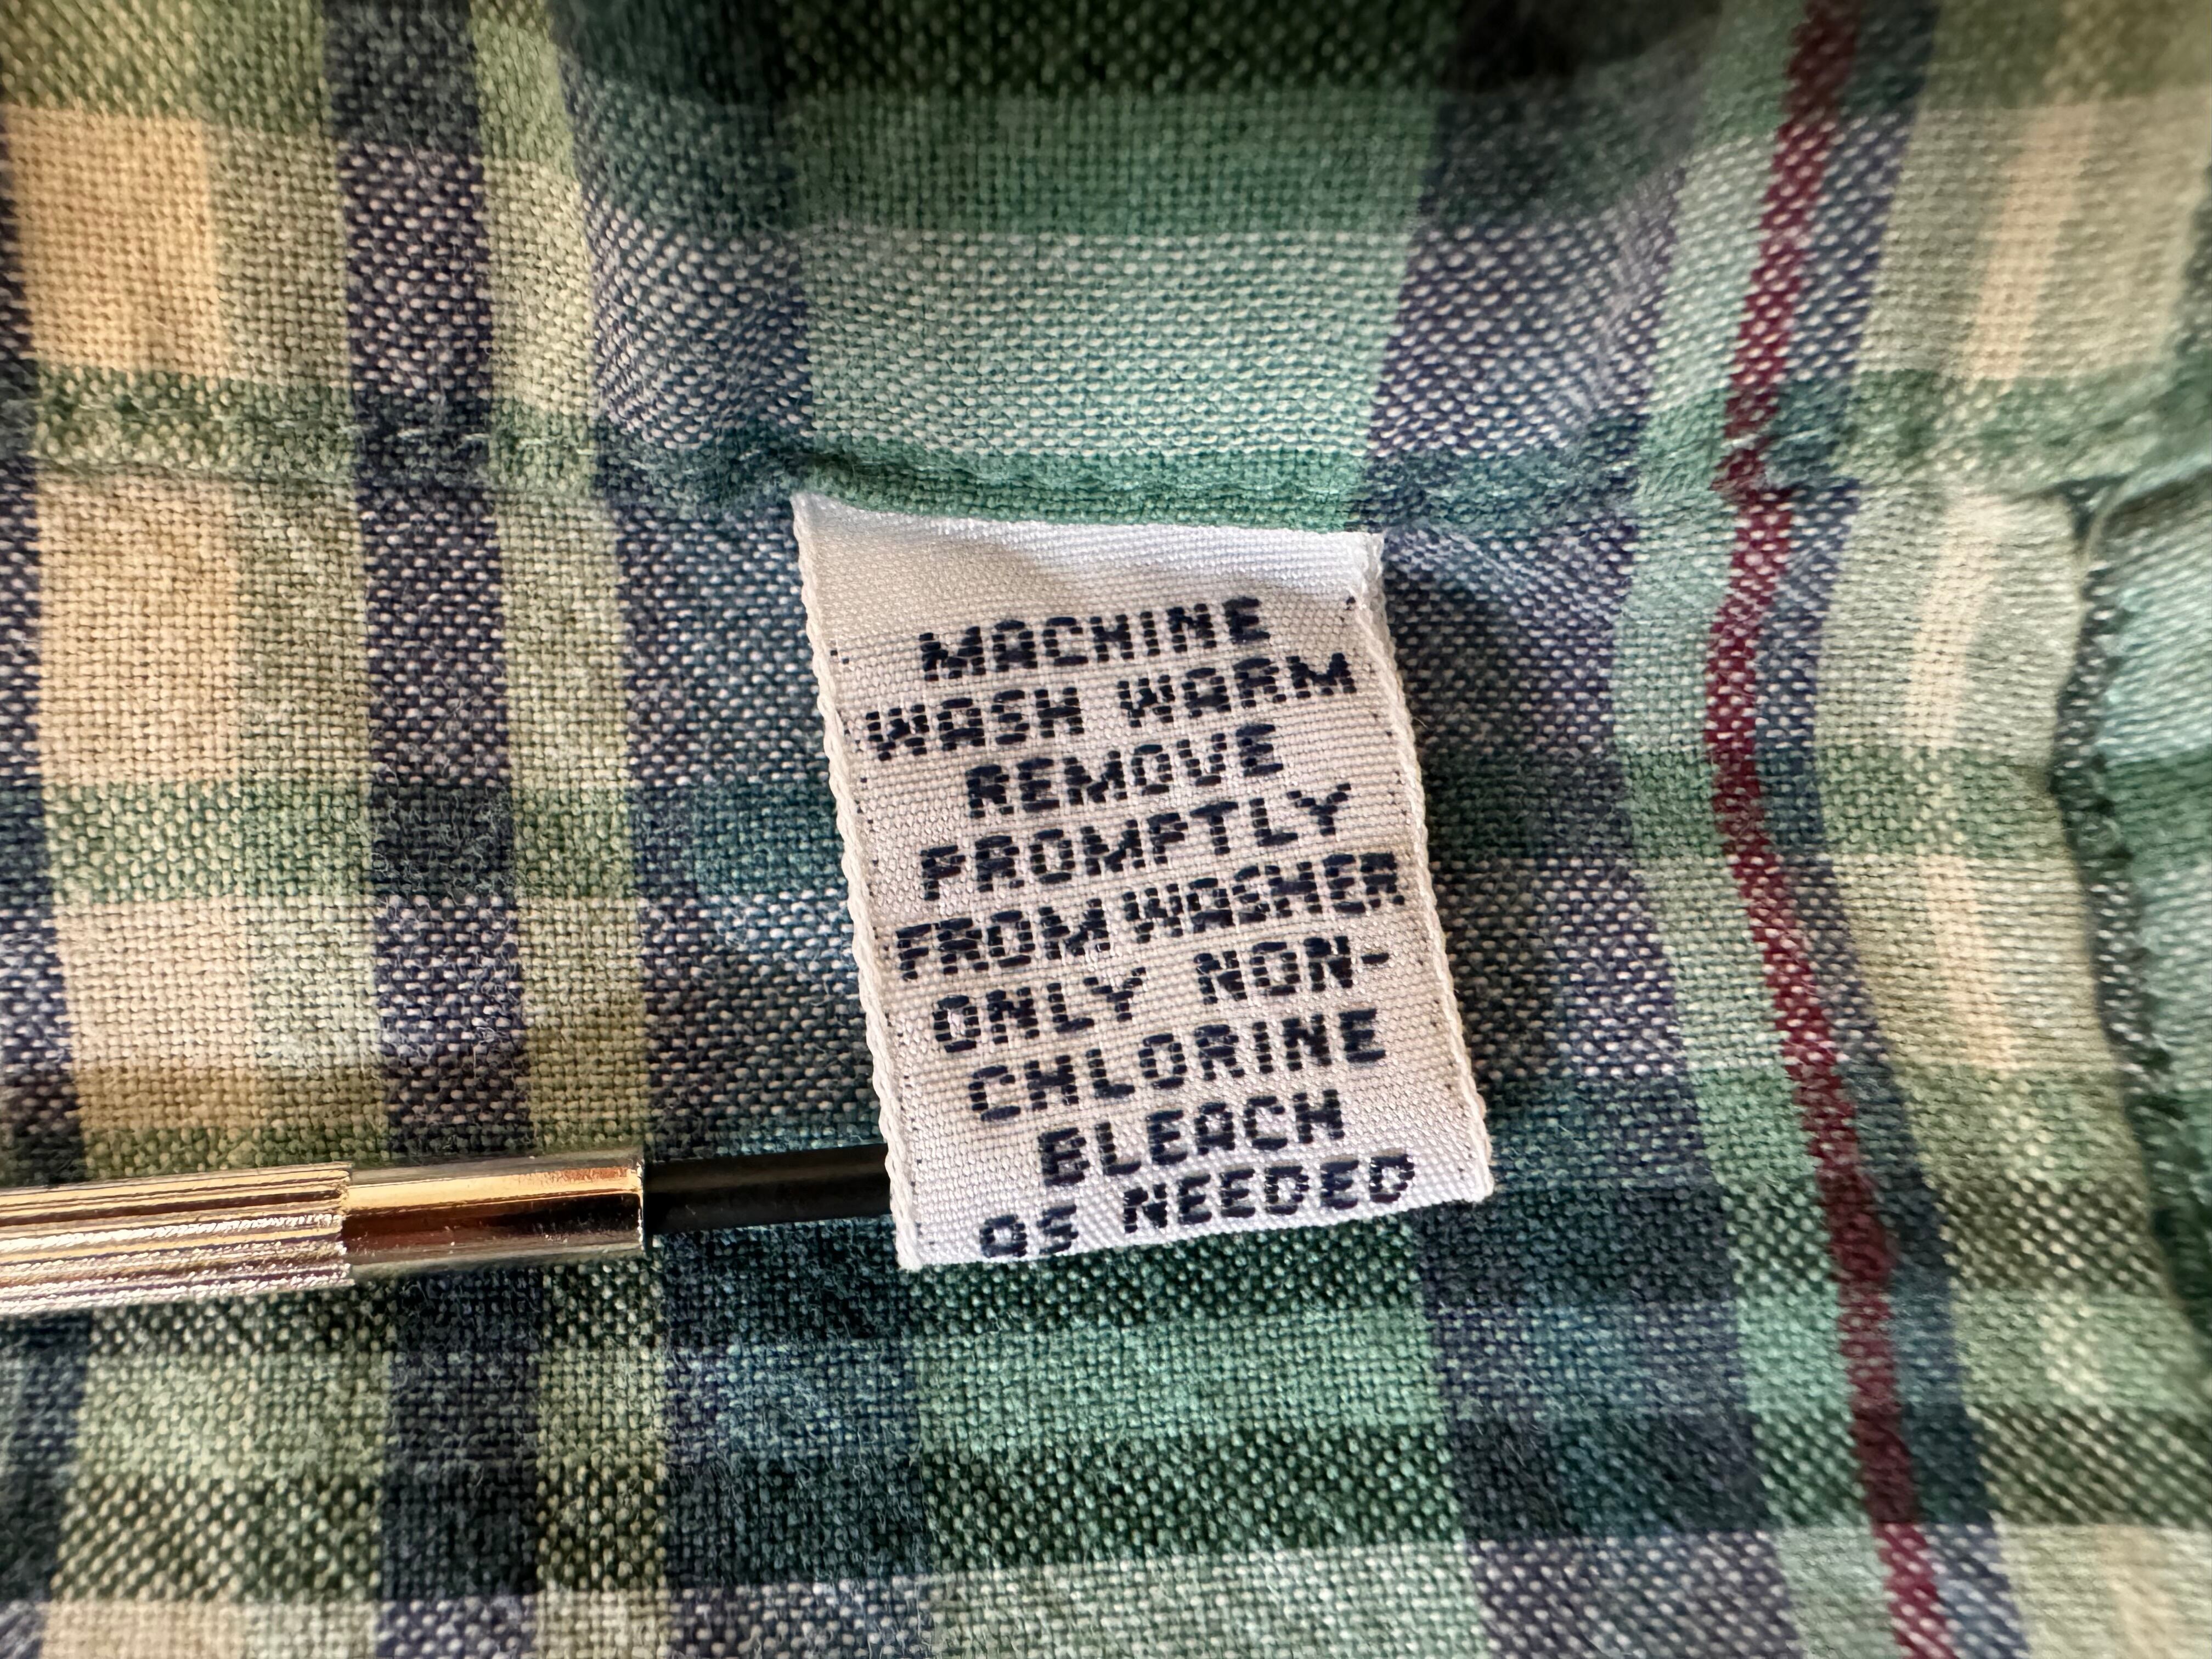 MACHINE
WASH WARM
REMOVE
PROMPTLY
FROM WASHER
ONLY NON-
CHLORINE
BLEACH
AS NEEDED